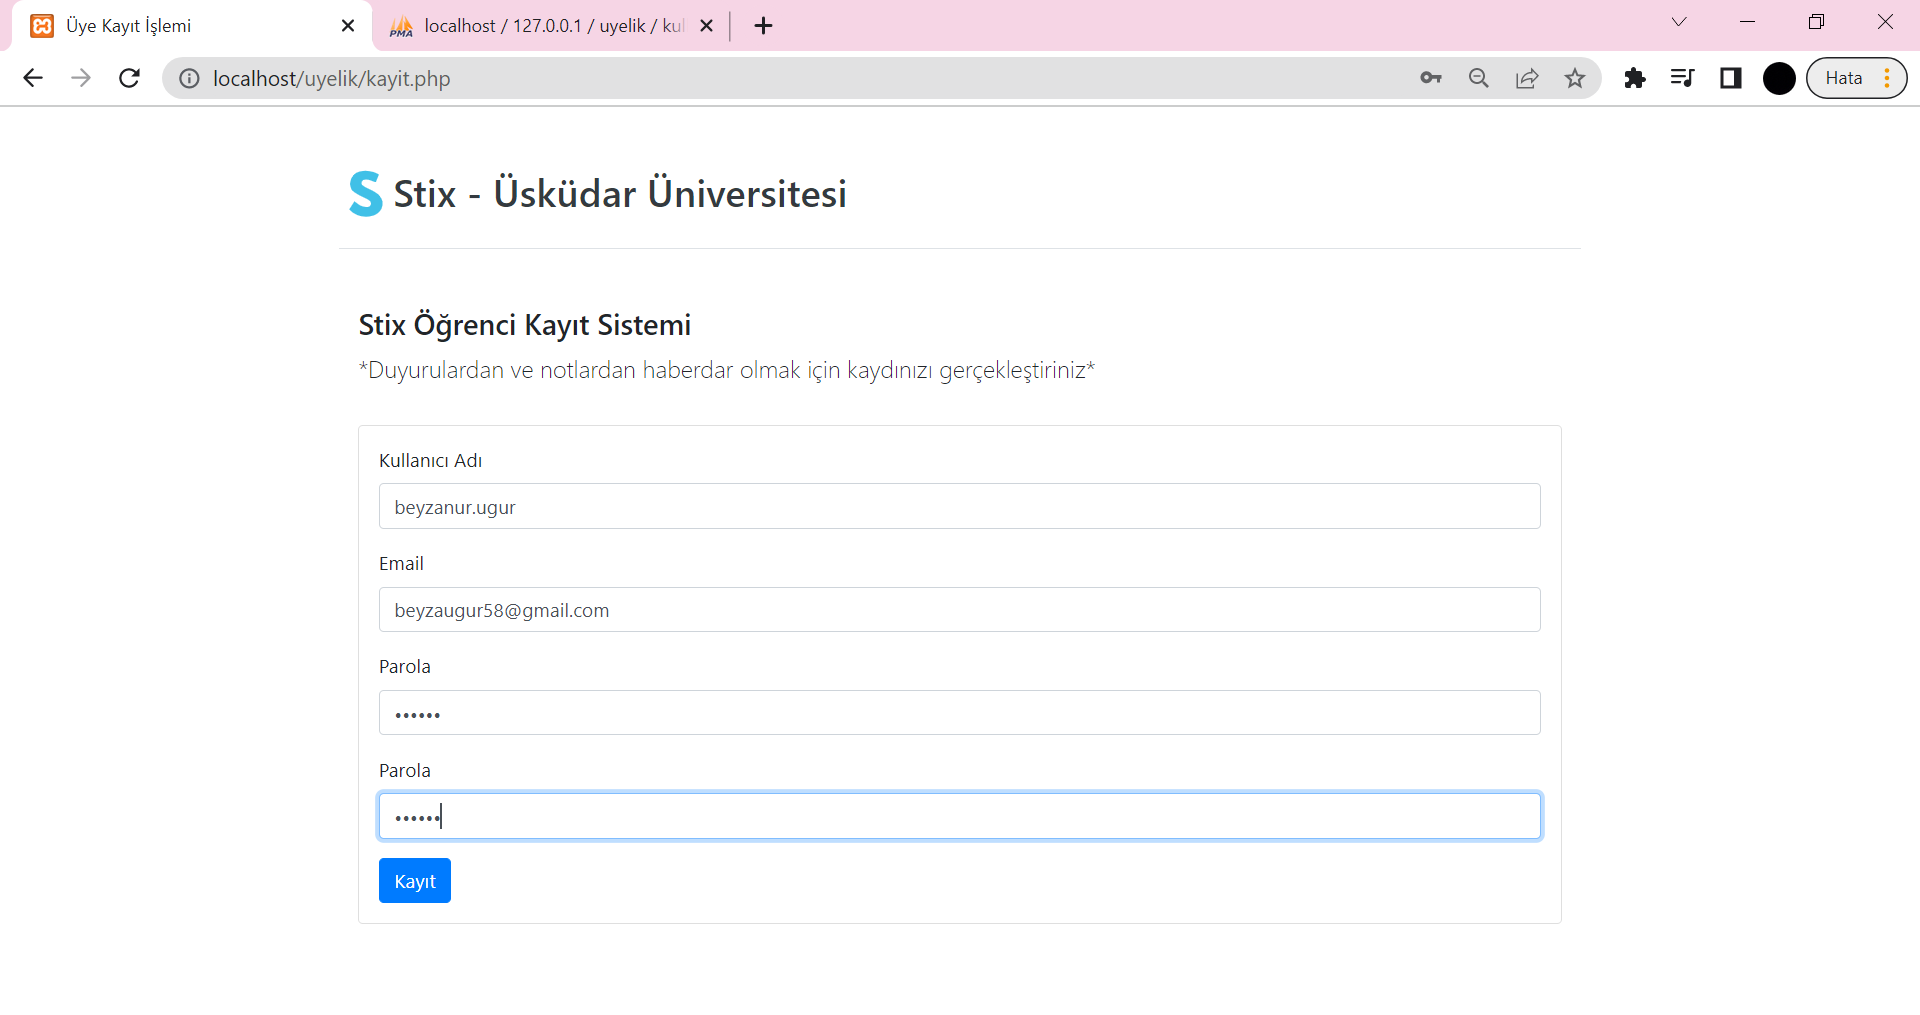 Üye Kayıt İşlemi
localhost / 127.0.0.1 / uyelik / kul
localhost/uyelik/kayit.php
Hata
S Stix - Üsküdar Üniversitesi
Stix Öğrenci Kayıt Sistemi
*Duyurulardan ve notlardan haberdar olmak için kaydınızı gerçekleştiriniz*
Kullanıcı Adı
beyzanur.ugur
Email
beyzaugur58@gmail.com
Parola
••••••
Parola
••••••
Kayıt